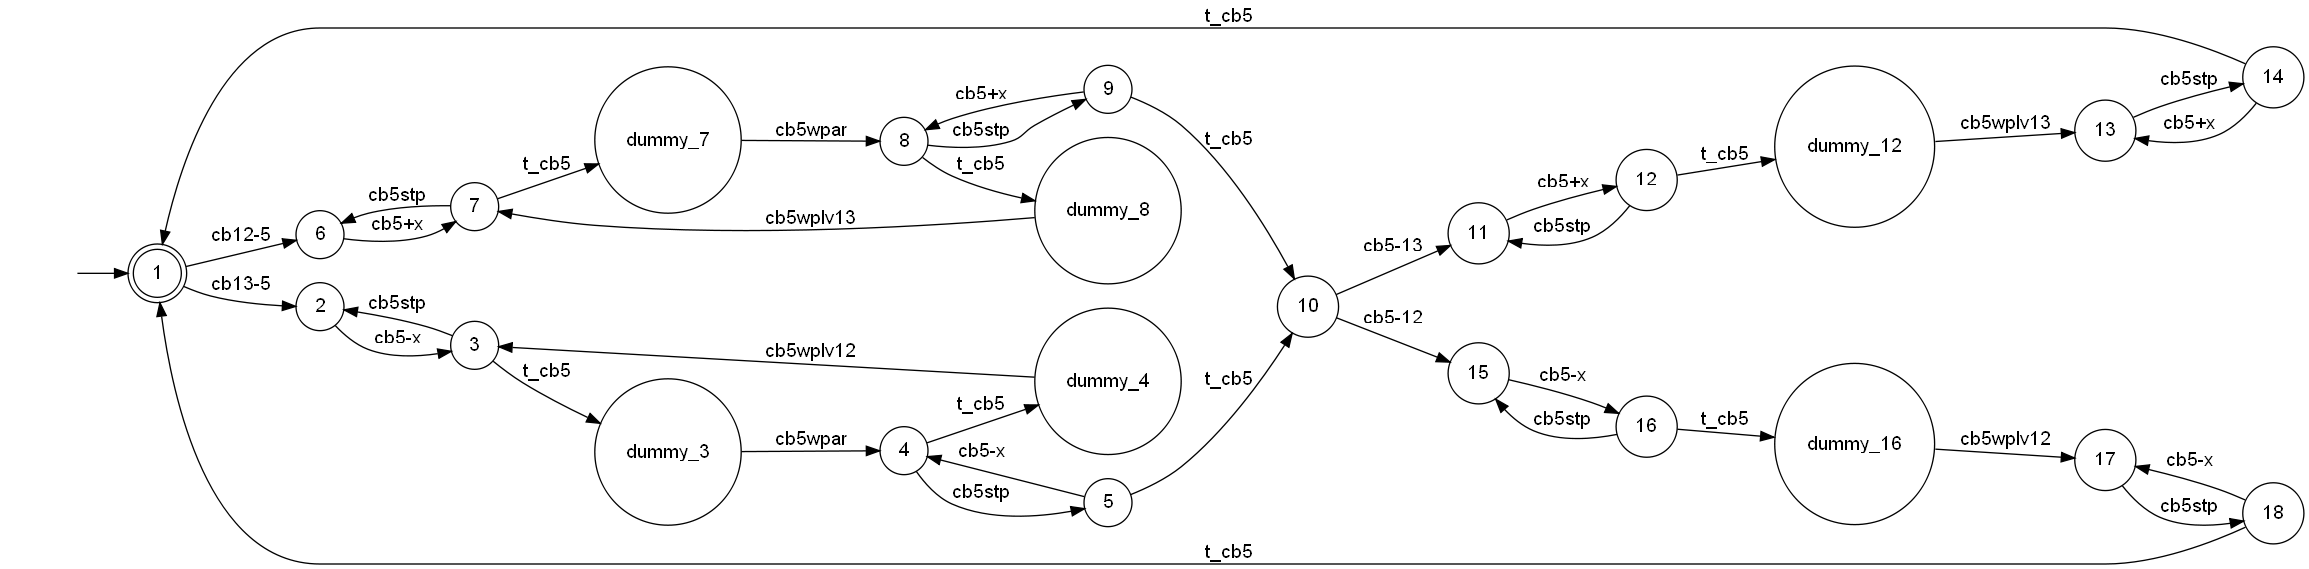 t_cb5
14
cb5stp
cb5+x
13
cb5wplv13
dummy_12
t_cb5
12
cb5+x
cb5stp
11
cb5-13
9
cb5+x
cb5stp
t_cb5
8
cb5wpar
dummy_7
t_cb5
dummy_8
cb5wplv13
7
cb5stp
cb5+x
6
cb12-5
1
cb13-5
2
cb5stp
cb5-x
3
t_cb5
cb5wplv12
dummy_4
10
cb5-12
t_cb5
dummy_3
cb5wpar
4
t_cb5
cb5-x
cb5stp
5
15
cb5-x
cb5stp
16
t_cb5
dummy_16
cb5wplv12
17
cb5-x
cb5stp
18
t_cb5